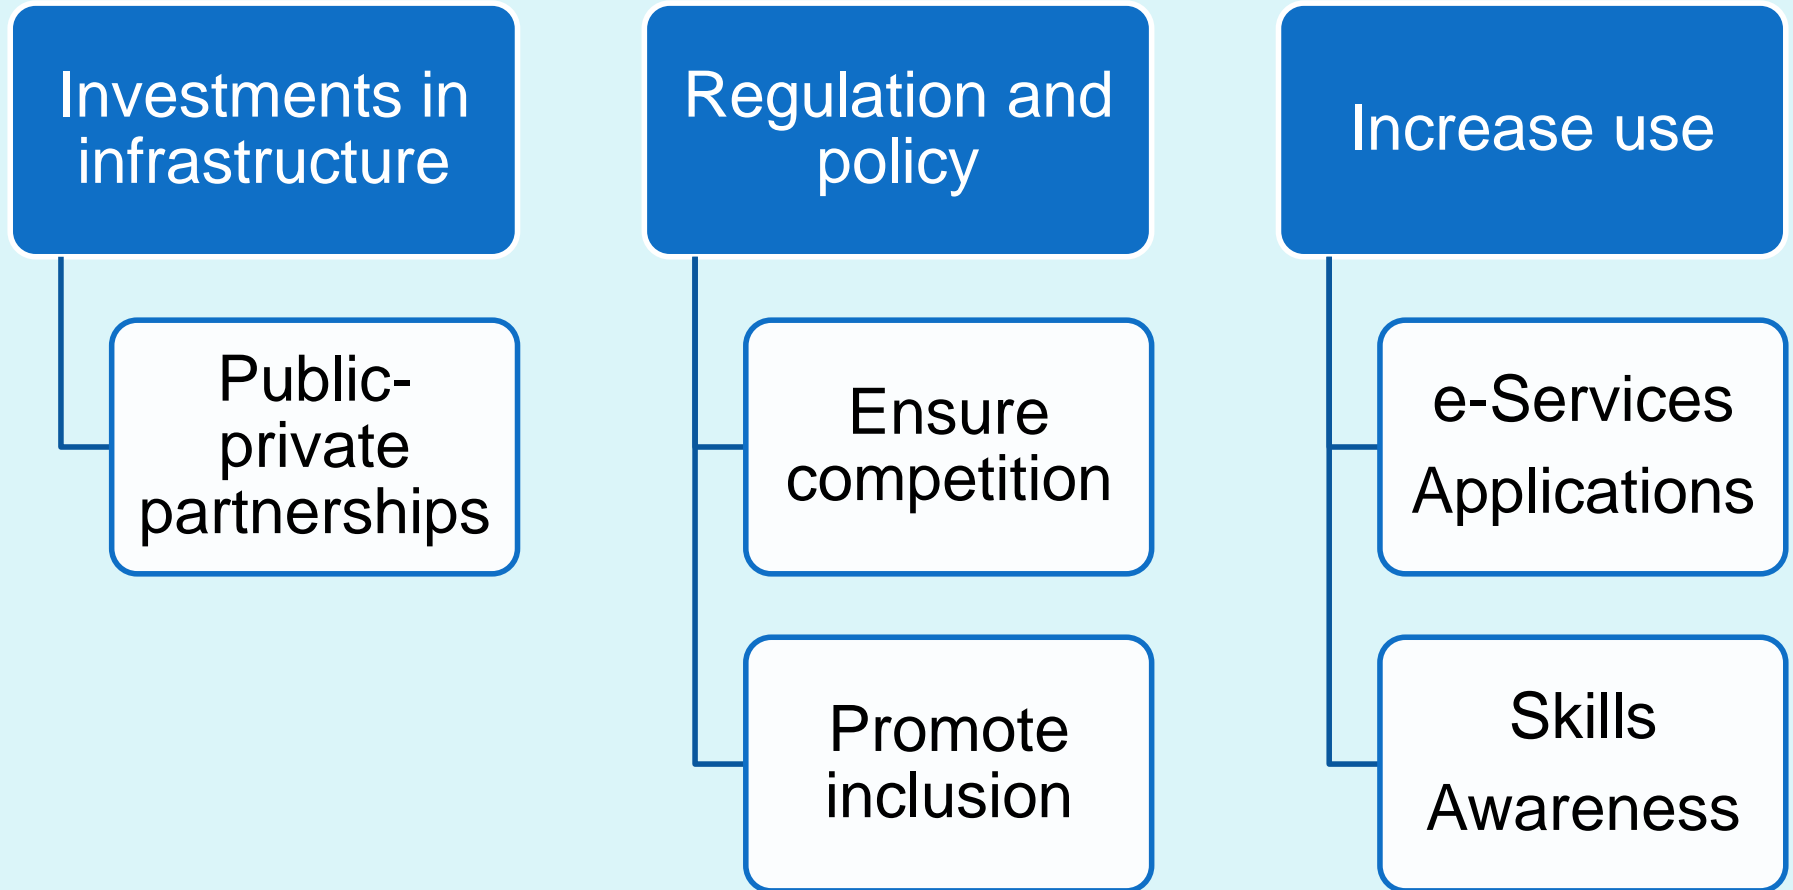 Investments in
infrastructure
Public-
private
partnerships
Regulation and
policy
Ensure
competition
Promote
inclusion
Increase use
e-Services
Applications
Skills
Awareness